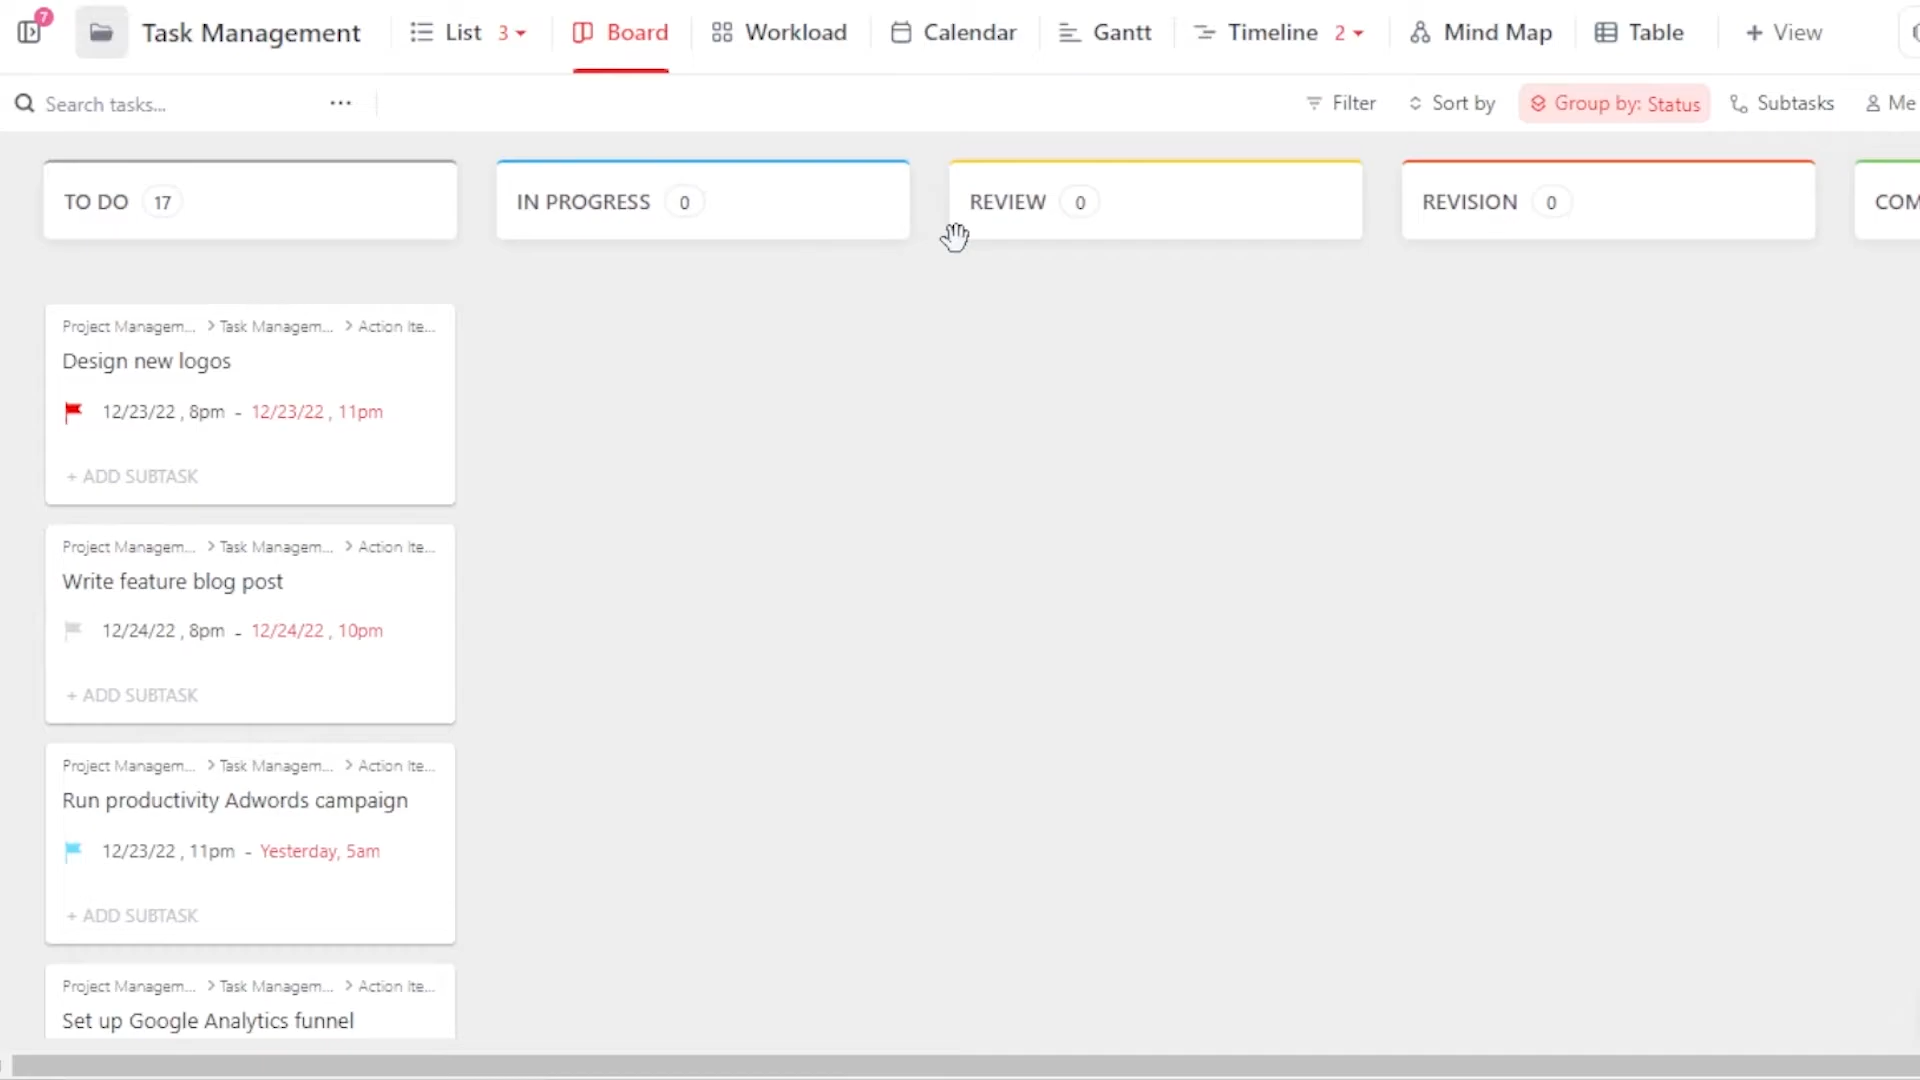 7
Task Management
List 3
Board
Workload
Calendar
Gantt
Timeline 2
Mind Map
Table
+ View
Search tasks...
...
Filter
Sort by
Group by: Status
Subtasks
Me
TO DO 17
IN PROGRESS 0
REVIEW 0
REVISION 0
COM
Project Managem... > Task Managem... > Action Ite...
Design new logos
12/23/22 , 8pm - 12/23/22 , 11pm
+ ADD SUBTASK
Project Managem... > Task Managem... > Action Ite...
Write feature blog post
12/24/22 , 8pm - 12/24/22 , 10pm
+ ADD SUBTASK
Project Managem... > Task Managem... > Action Ite...
Run productivity Adwords campaign
12/23/22 , 11pm - Yesterday, 5am
+ ADD SUBTASK
Project Managem... > Task Managem... > Action Ite...
Set up Google Analytics funnel